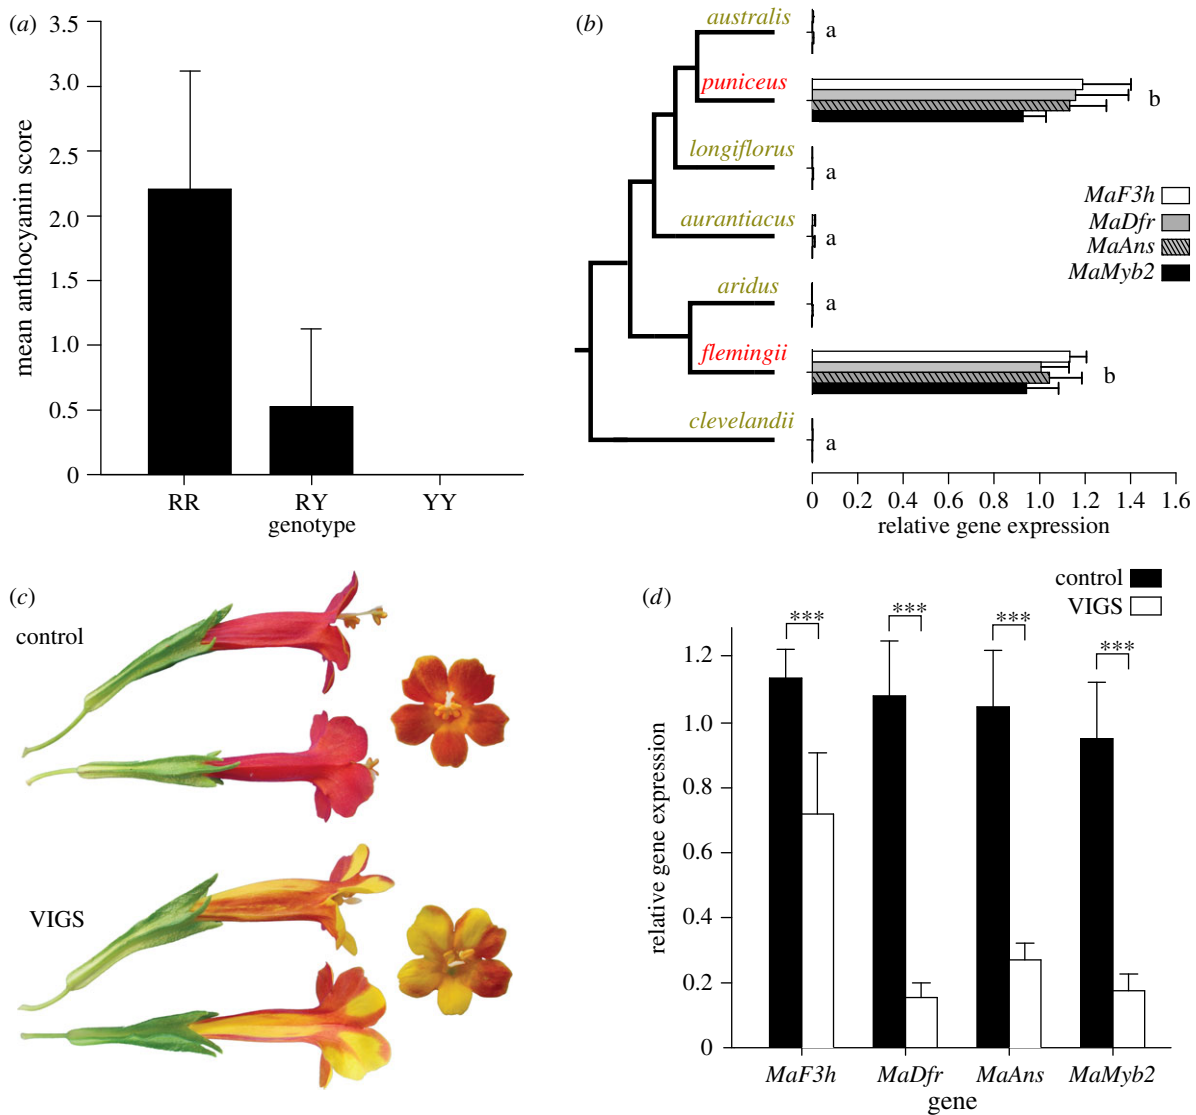 (a)
mean anthocyanin score
3.5
3.0
2.5
2.0
1.5
1.0
0.5
0
RR RY YY
genotype
(b)
australis
puniceus
longiflorus
aurantiacus
aridus
flemingii
clevelandii
a
b
a
a
a
b
a
MaF3h
MaDfr
MaAns
MaMyb2
0 0.2 0.4 0.6 0.8 1.0 1.2 1.4 1.6
relative gene expression
(c)
control
VIGS
(d)
control
VIGS
*** *** *** ***
relative gene expression
1.2
1.0
0.8
0.6
0.4
0.2
0
MaF3h MaDfr MaAns MaMyb2
gene